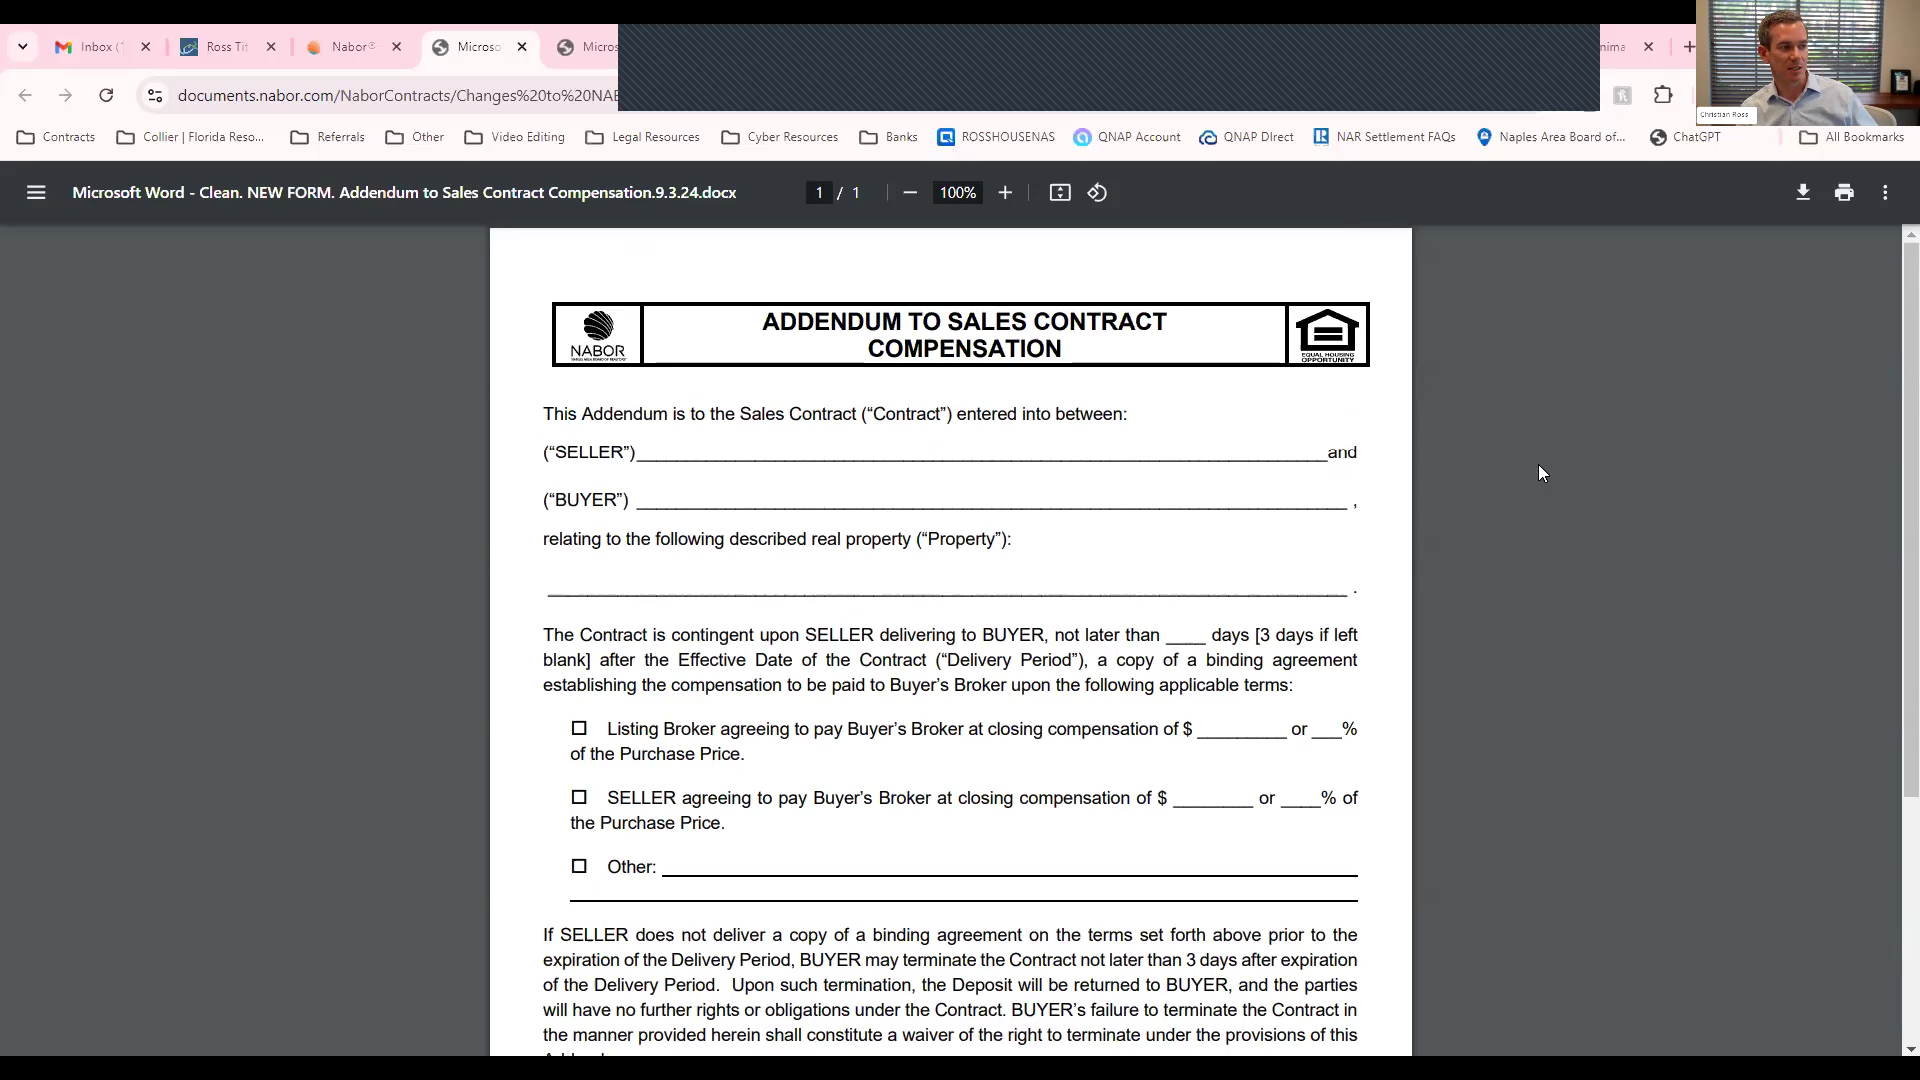 Inbox (
Ross Tit
Nabor®
Microso
Micros
nima
documents.nabor.com/NaborContracts/Changes%20to%20NAB
Contracts
Collier | Florida Reso...
Referrals
Other
Video Editing
Legal Resources
Cyber Resources
Banks
ROSSHOUSENAS
QNAP Account
QNAP DIrect
NAR Settlement FAQs
Naples Area Board of...
ChatGPT
All Bookmarks
Christian Ross
Microsoft Word - Clean. NEW FORM. Addendum to Sales Contract Compensation.9.3.24.docx
1 / 1
100%
NABOR
ADDENDUM TO SALES CONTRACT
COMPENSATION
EQUAL HOUSING
OPPORTUNITY
This Addendum is to the Sales Contract (“Contract”) entered into between:
(“SELLER”)______________________________________________________________________and
(“BUYER”) ________________________________________________________________________ ,
relating to the following described real property (“Property”):
_________________________________________________________________________________ .
The Contract is contingent upon SELLER delivering to BUYER, not later than ____ days [3 days if left
blank] after the Effective Date of the Contract (“Delivery Period”), a copy of a binding agreement
establishing the compensation to be paid to Buyer’s Broker upon the following applicable terms:
☐ Listing Broker agreeing to pay Buyer’s Broker at closing compensation of $ _________ or ___%
of the Purchase Price.
☐ SELLER agreeing to pay Buyer’s Broker at closing compensation of $ ________ or ____% of
the Purchase Price.
☐ Other: ______________________________________________________________________
If SELLER does not deliver a copy of a binding agreement on the terms set forth above prior to the
expiration of the Delivery Period, BUYER may terminate the Contract not later than 3 days after expiration
of the Delivery Period. Upon such termination, the Deposit will be returned to BUYER, and the parties
will have no further rights or obligations under the Contract. BUYER’s failure to terminate the Contract in
the manner provided herein shall constitute a waiver of the right to terminate under the provisions of this